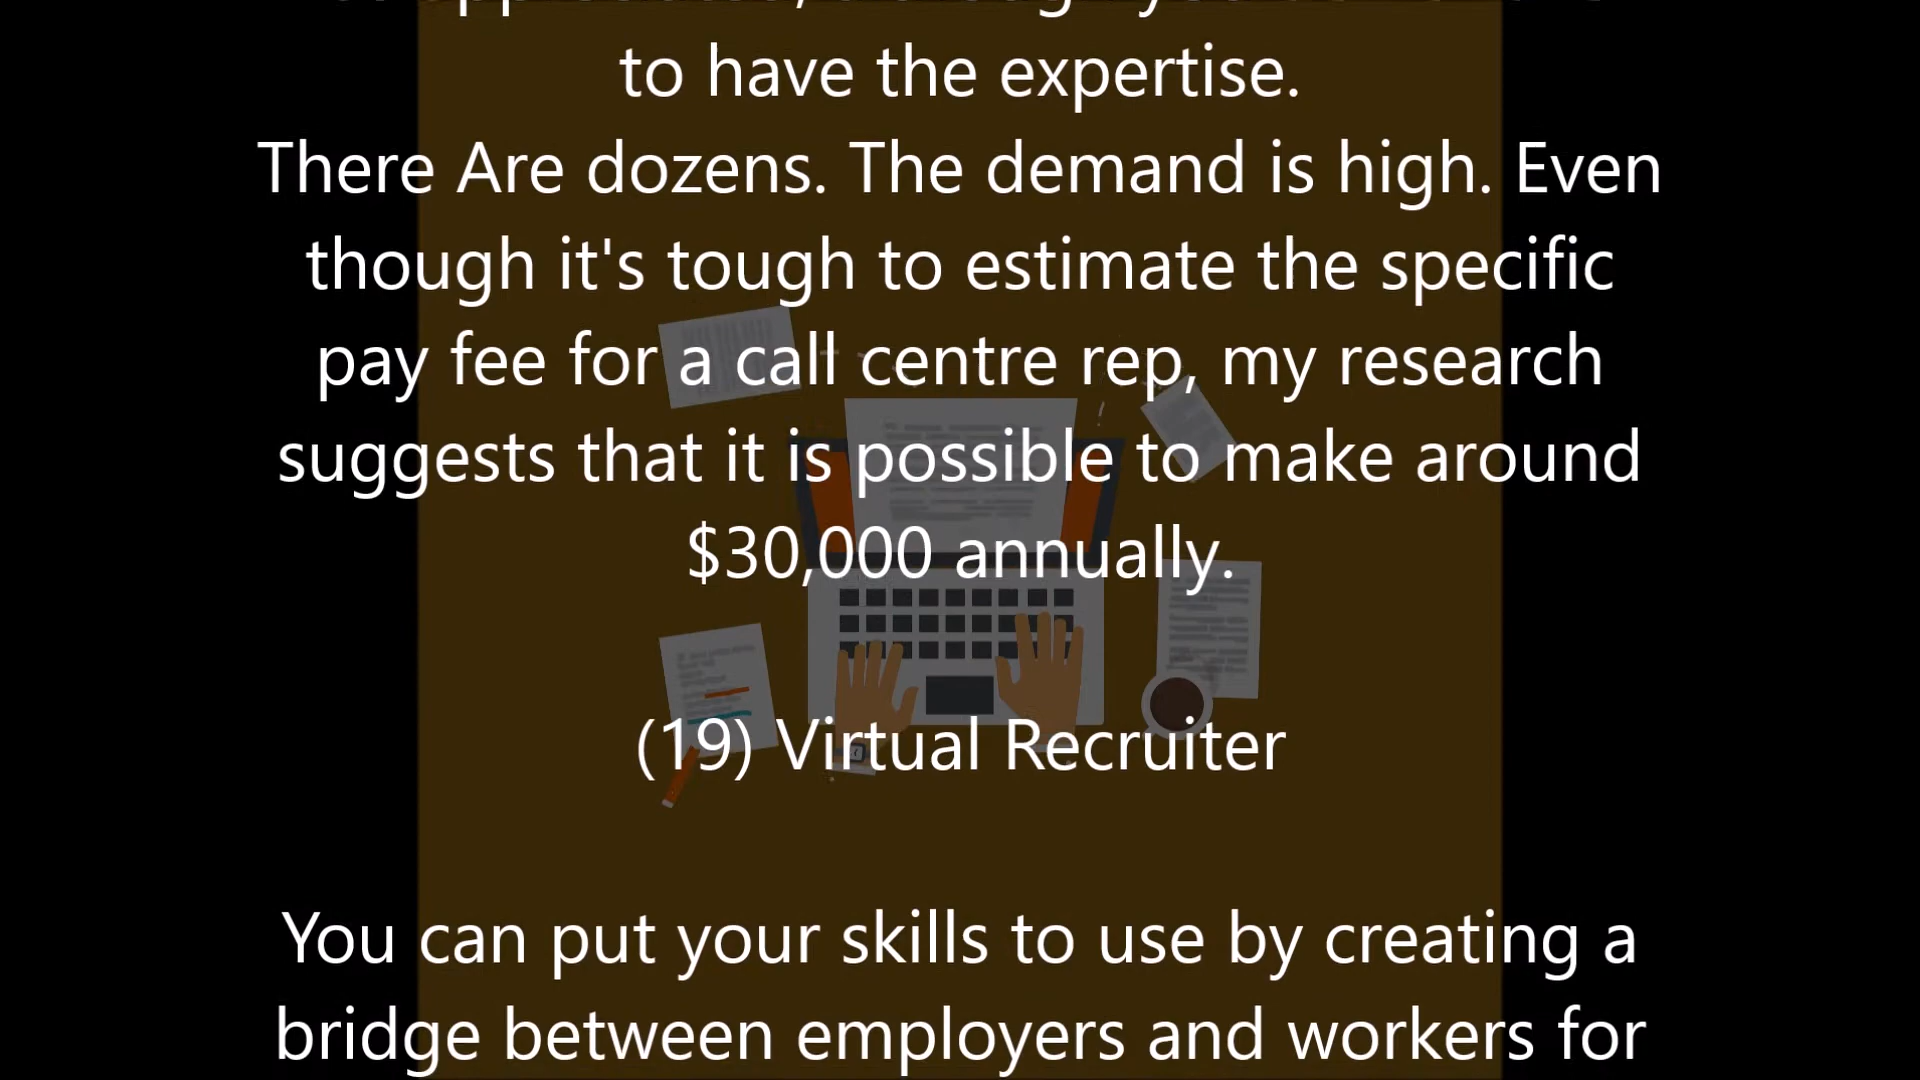 to have the expertise.
There Are dozens. The demand is high. Even
though it's tough to estimate the specific
pay fee for a call centre rep, my research
suggests that it is possible to make around
$30,000 annually.
(19) Virtual Recruiter
You can put your skills to use by creating a
bridge between employers and workers for